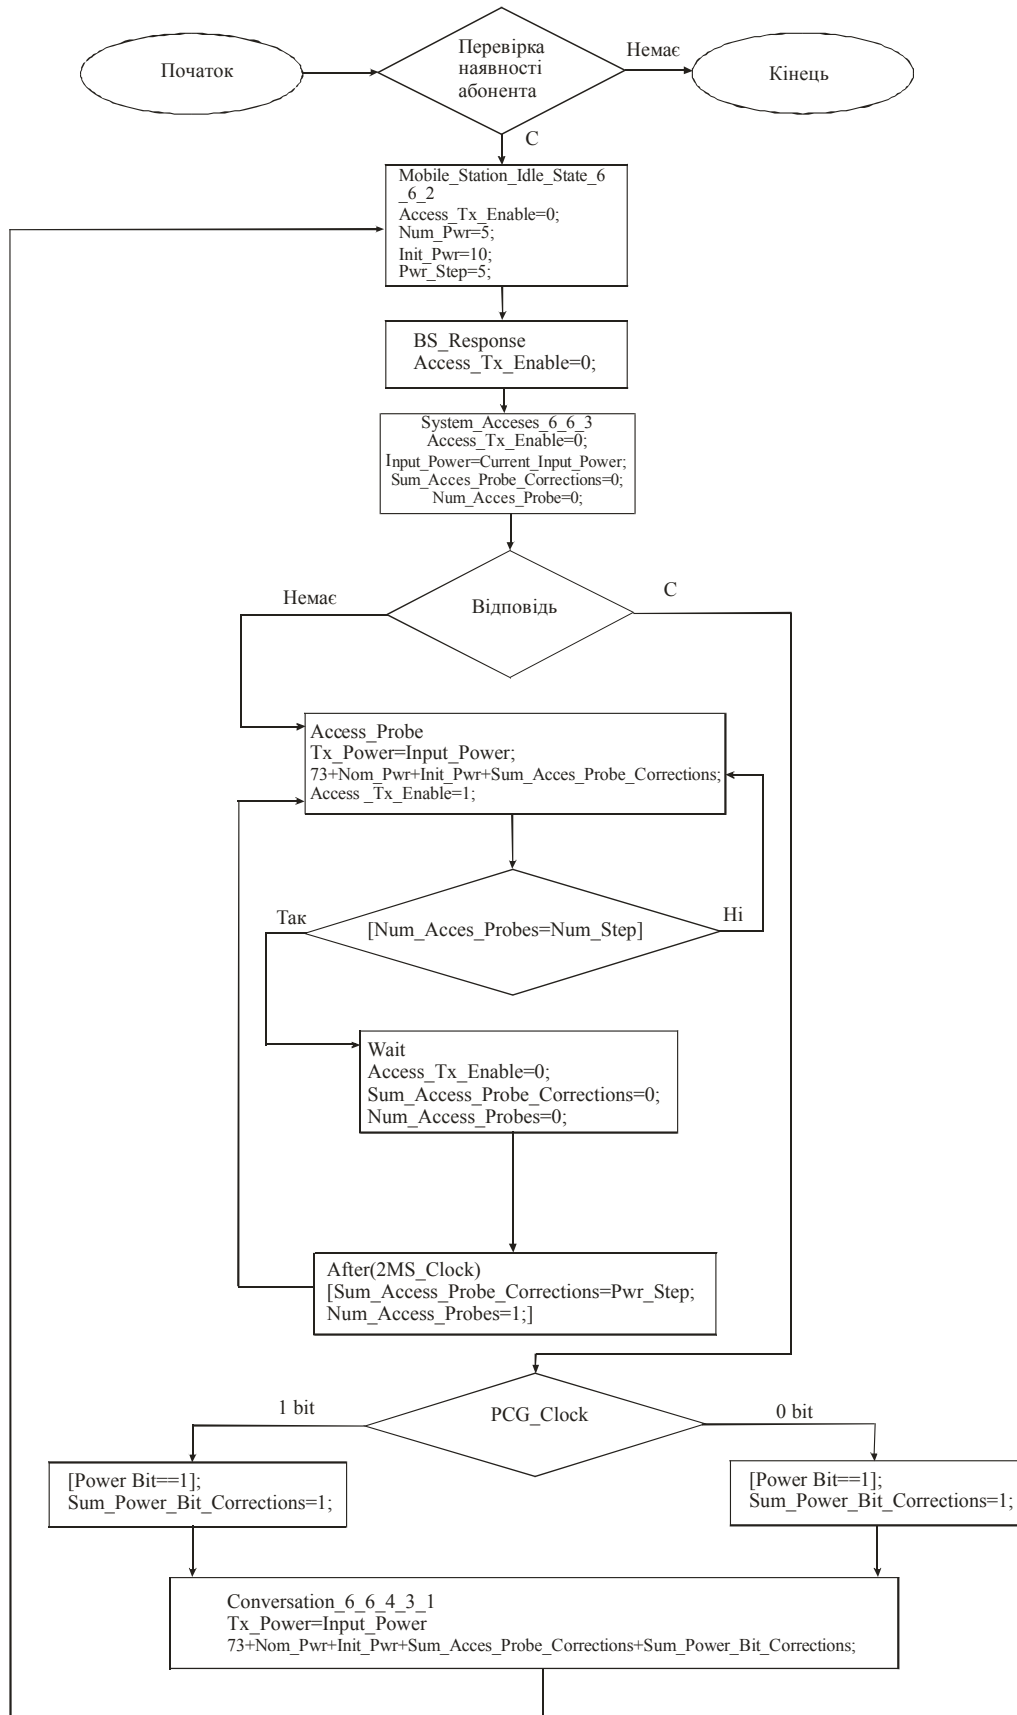 Початок
Перевірка
наявності
абонента
Немає
Кінець
С
Mobile_Station_Idle_State_6
_6_2
Access_Tx_Enable=0;
Num_Pwr=5;
Init_Pwr=10;
Pwr_Step=5;
BS_Response
Access_Tx_Enable=0;
System_Acceses_6_6_3
Access_Tx_Enable=0;
Input_Power=Current_Input_Power;
Sum_Acces_Probe_Corrections=0;
Num_Acces_Probe=0;
Немає
Відповідь
С
Access_Probe
Tx_Power=Input_Power;
73+Nom_Pwr+Init_Pwr+Sum_Acces_Probe_Corrections;
Access _Tx_Enable=1;
Так
[Num_Acces_Probes=Num_Step]
Ні
Wait
Access_Tx_Enable=0;
Sum_Access_Probe_Corrections=0;
Num_Access_Probes=0;
After(2MS_Clock)
[Sum_Access_Probe_Corrections=Pwr_Step;
Num_Access_Probes=1;]
1 bit
PCG_Clock
0 bit
[Power Bit==1];
Sum_Power_Bit_Corrections=1;
[Power Bit==1];
Sum_Power_Bit_Corrections=1;
Conversation_6_6_4_3_1
Tx_Power=Input_Power
73+Nom_Pwr+Init_Pwr+Sum_Acces_Probe_Corrections+Sum_Power_Bit_Corrections;